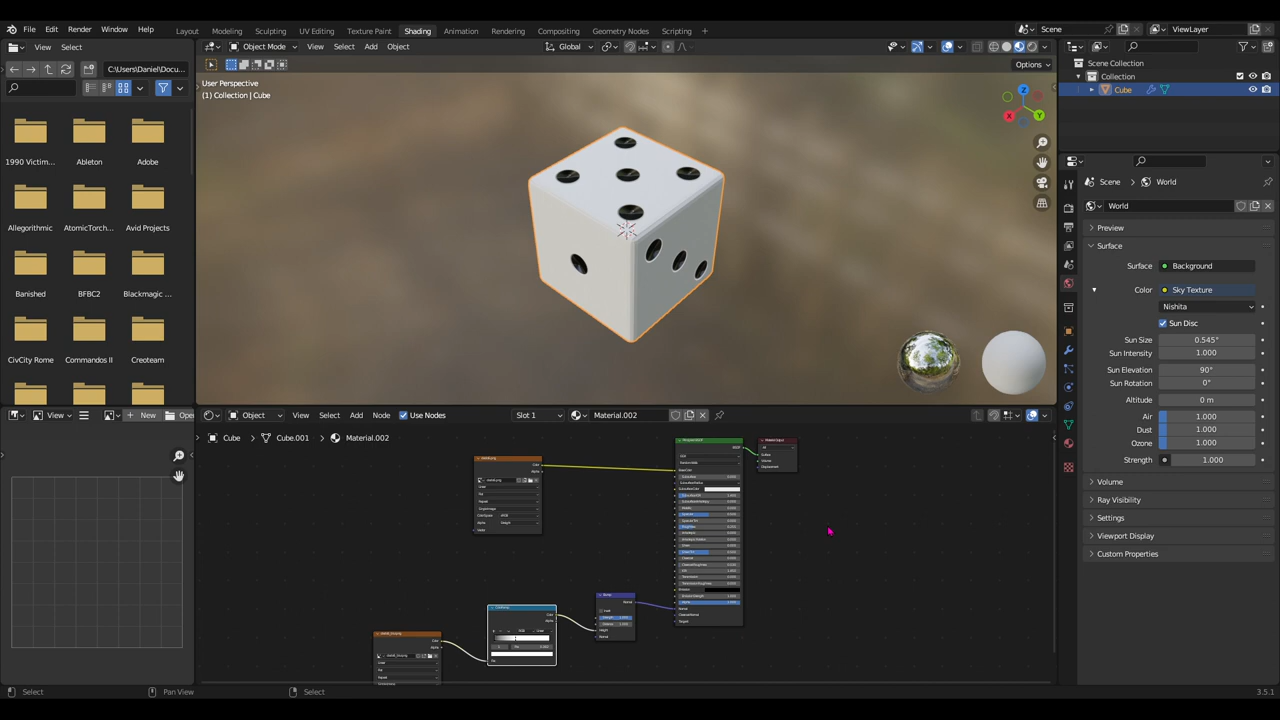 File Edit Render Window Help Layout Modeling Sculpting UV Editing Texture Paint Shading Animation Rendering Compositing Geometry Nodes Scripting Scene ViewLayer
View Select
C:\Users\Daniel\Docu...
1990 Victim... Ableton Adobe
Allegorithmic AtomicTorch... Avid Projects
Banished BFBC2 Blackmagic ...
CivCity Rome Commandos II Creoteam
Object Mode View Select Add Object Global
Options
User Perspective
(1) Collection | Cube
Z
X
Y
View New Open
Object View Select Add Node Use Nodes Slot 1 Material.002
Cube Cube.001 Material.002
Scene Collection
Collection
Cube
Scene World
World
Preview
Surface
Surface Background
Color Sky Texture
Nishita
Sun Disc
Sun Size 0.545°
Sun Intensity 1.000
Sun Elevation 90°
Sun Rotation 0°
Altitude 0 m
Air 1.000
Dust 1.000
Ozone 1.000
Strength 1.000
Volume
Ray Visibility
Settings
Viewport Display
Custom Properties
Select Pan View Select 3.5.1